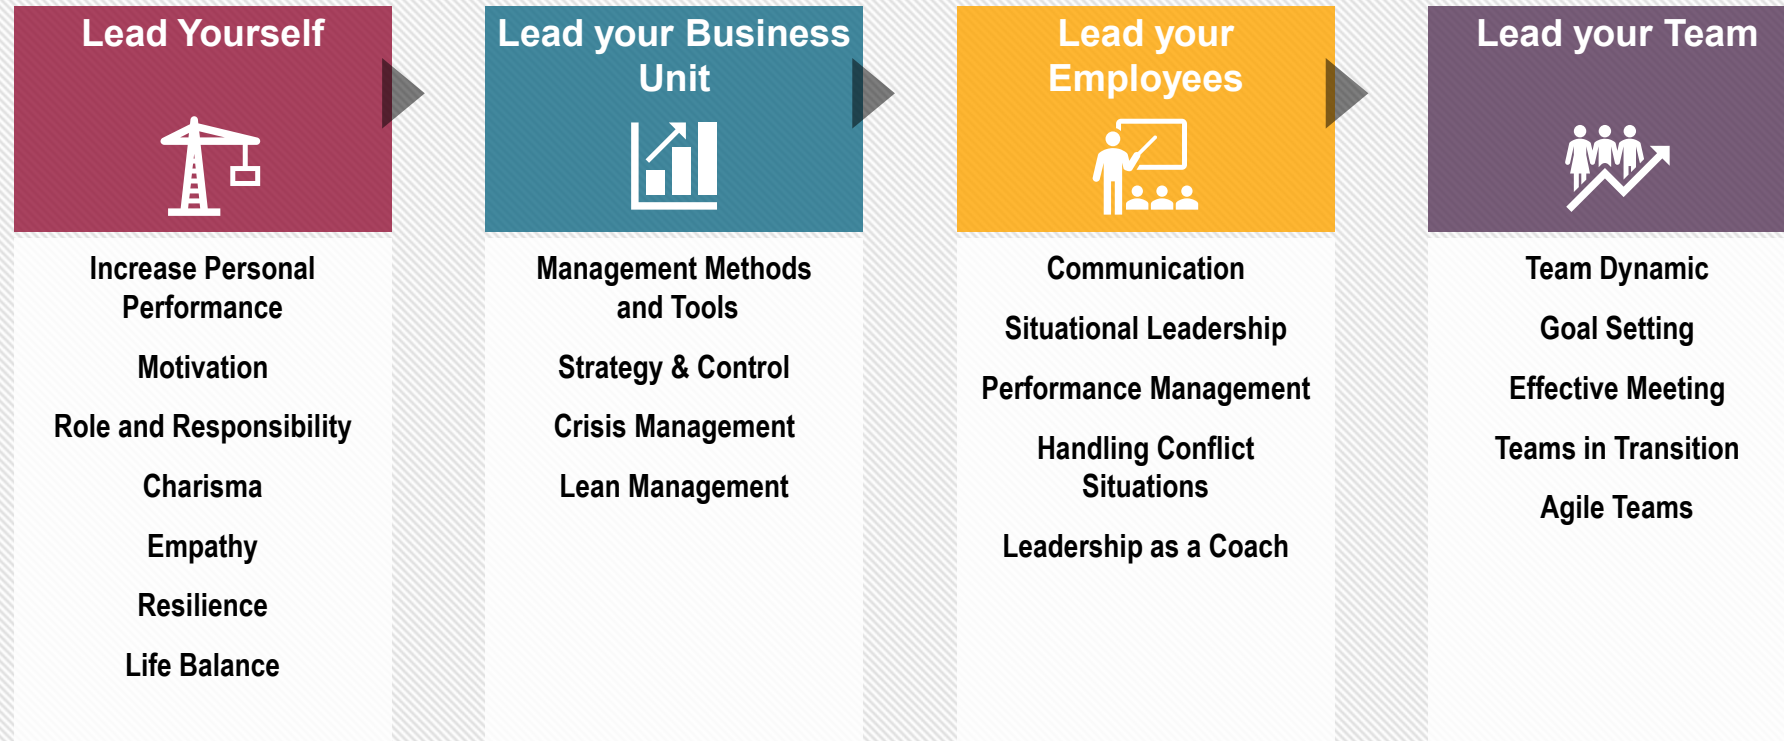 Lead Yourself
Increase Personal
Performance
Motivation
Role and Responsibility
Charisma
Empathy
Resilience
Life Balance
Lead your Business
Unit
Management Methods
and Tools
Strategy & Control
Crisis Management
Lean Management
Lead your
Employees
Communication
Situational Leadership
Performance Management
Handling Conflict
Situations
Leadership as a Coach
Lead your Team
Team Dynamic
Goal Setting
Effective Meeting
Teams in Transition
Agile Teams